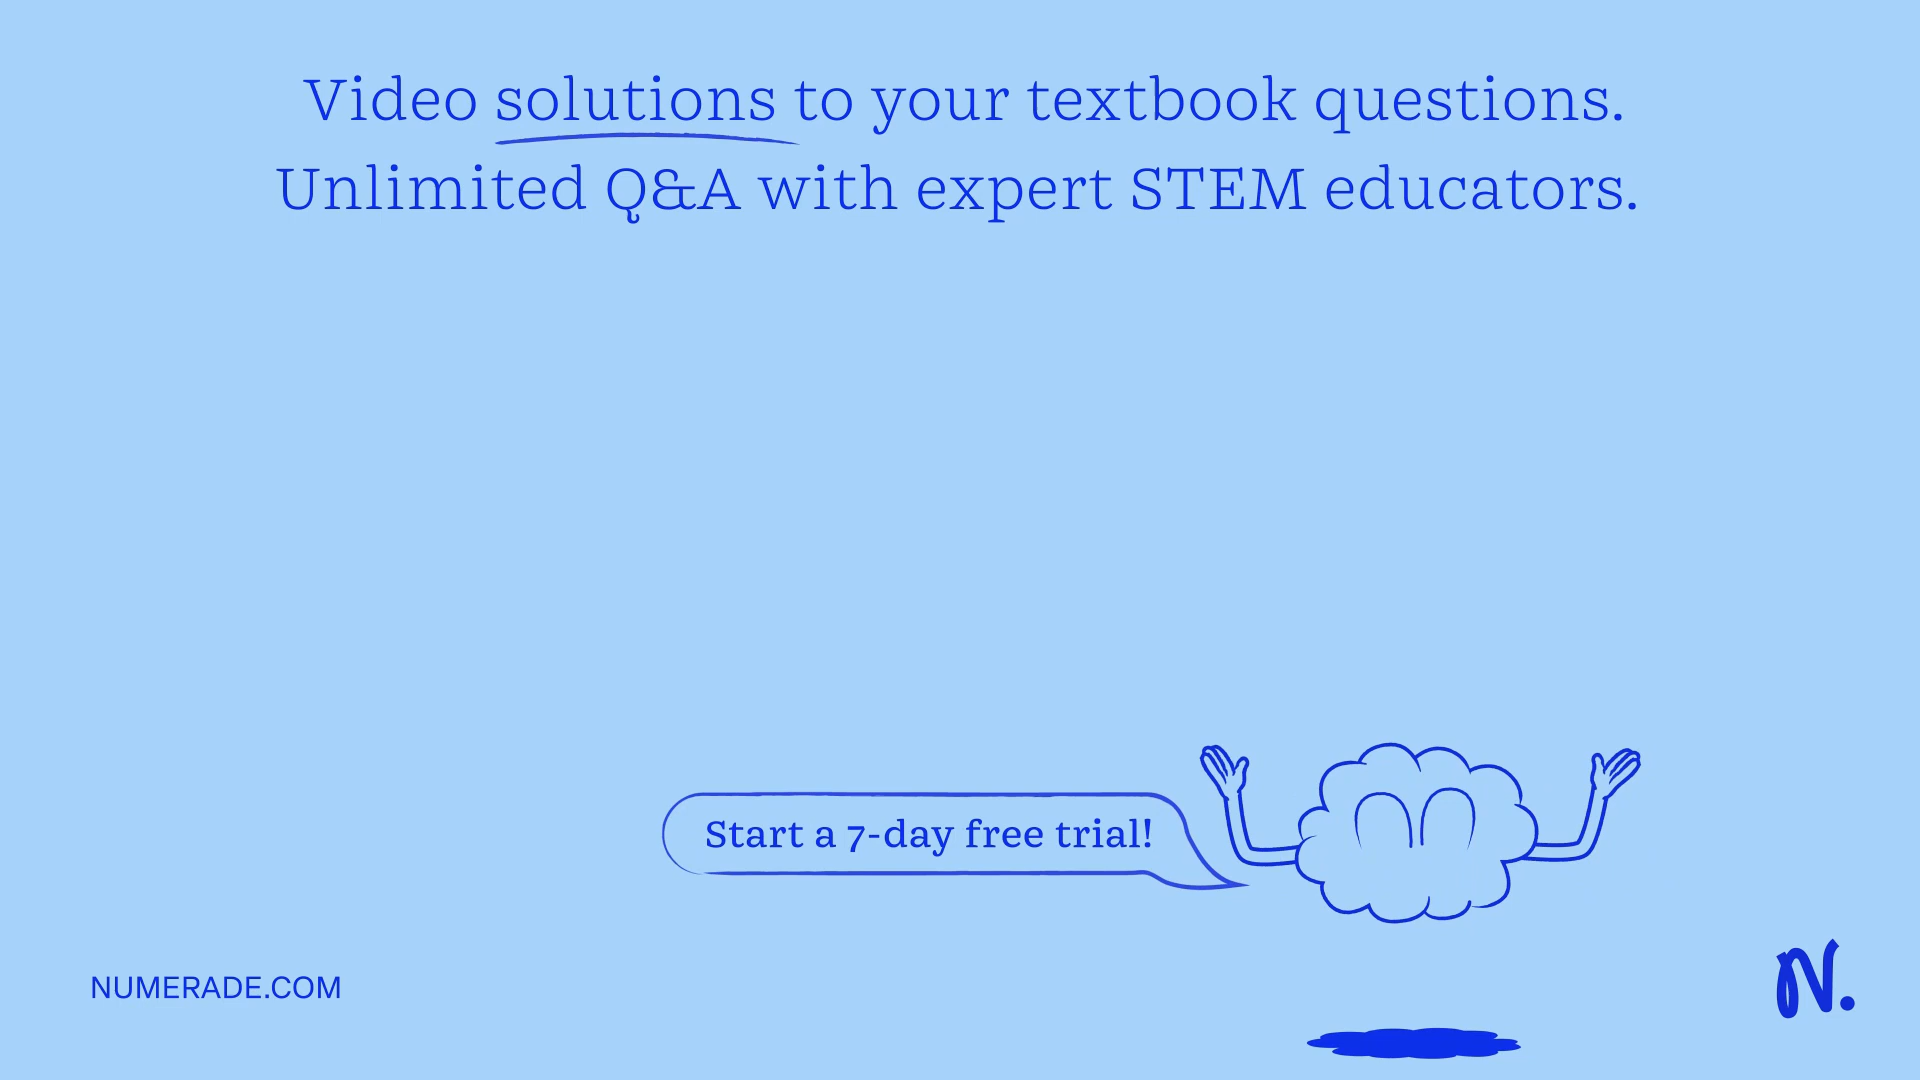 Video solutions to your textbook questions.
Unlimited Q&A with expert STEM educators.
Start a 7-day free trial!
NUMERADE.COM
N.